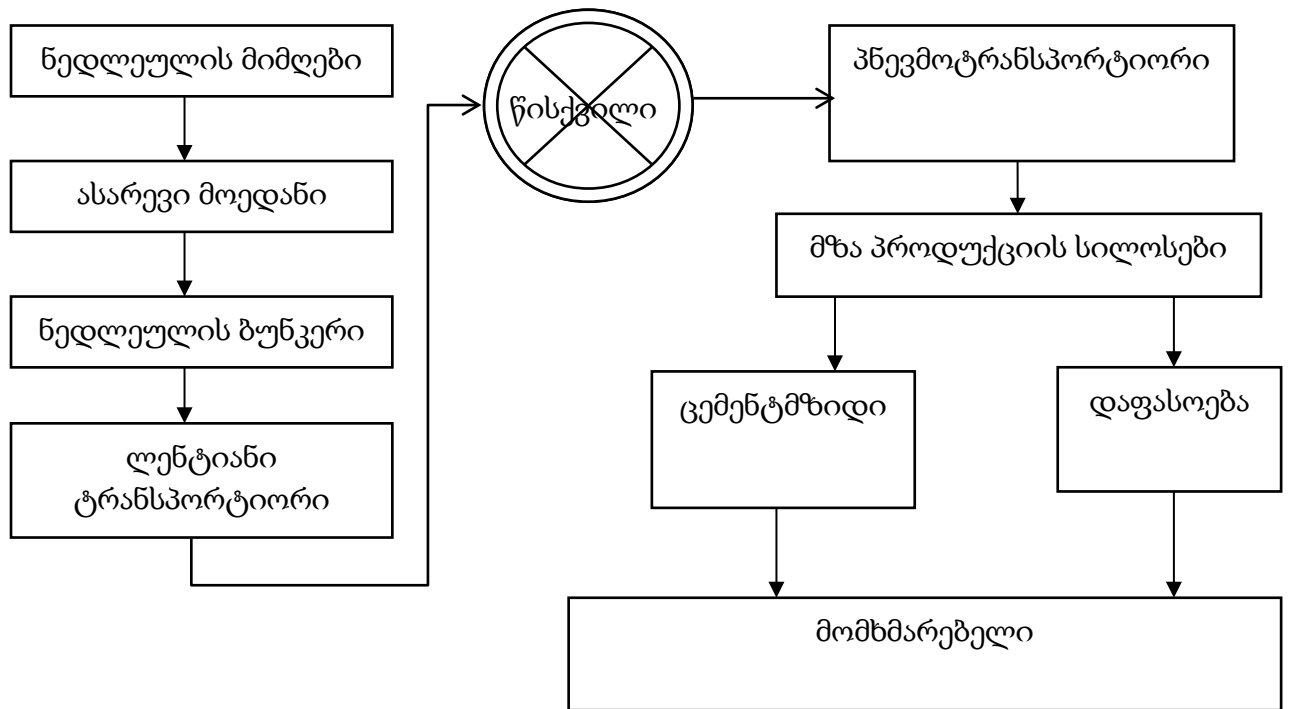 ნედლეულის მიმღები
ასარევი მოედანი
ნედლეულის ბუნკერი
ლენტიანი
ტრანსპორტიორი
წისქვილი
პნევმოტრანსპორტიორი
მზა პროდუქციის სილოსები
ცემენტმზიდი
დაფასოება
მომხმარებელი